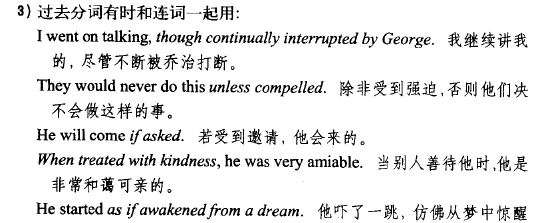 3）过去分词有时和连词一起用：
I went on talking, though continually interrupted by George. 我继续讲我
的，尽管不断被乔治打断。
They would never do this unless compelled. 除非受到强迫，否则他们决
不会做这样的事。
He will come if asked. 若受到邀请，他会来的。
When treated with kindness, he was very amiable. 当别人善待他时，他是
非常和蔼可亲的。
He started as if awakened from a dream. 他吓了一跳，仿佛从梦中惊醒